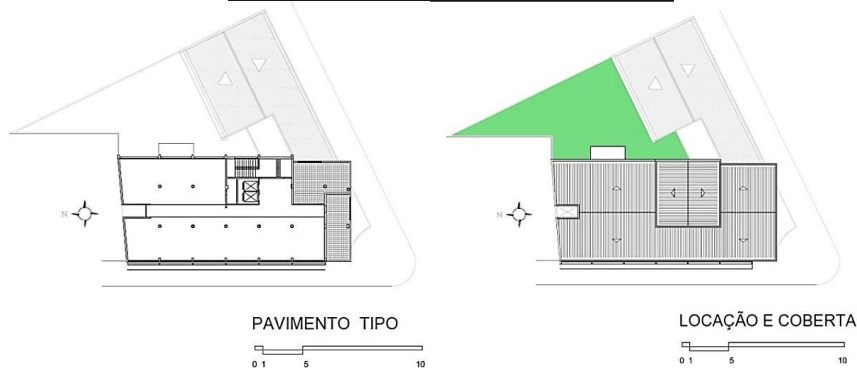 N
N
PAVIMENTO TIPO
0 1 5 10
LOCAÇÃO E COBERTA
0 1 5 10